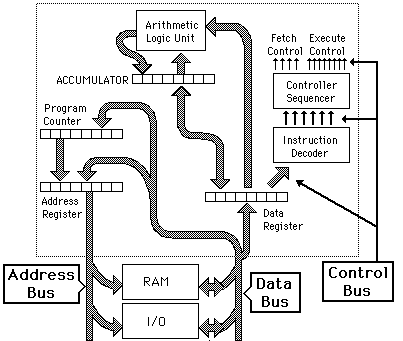 Arithmetic
Logic Unit
Fetch
Control
Execute
Control
ACCUMULATOR
Controller
Sequencer
Program
Counter
Instruction
Decoder
Address
Register
Data
Register
Address
Bus
RAM
Data
Bus
Control
Bus
I/O